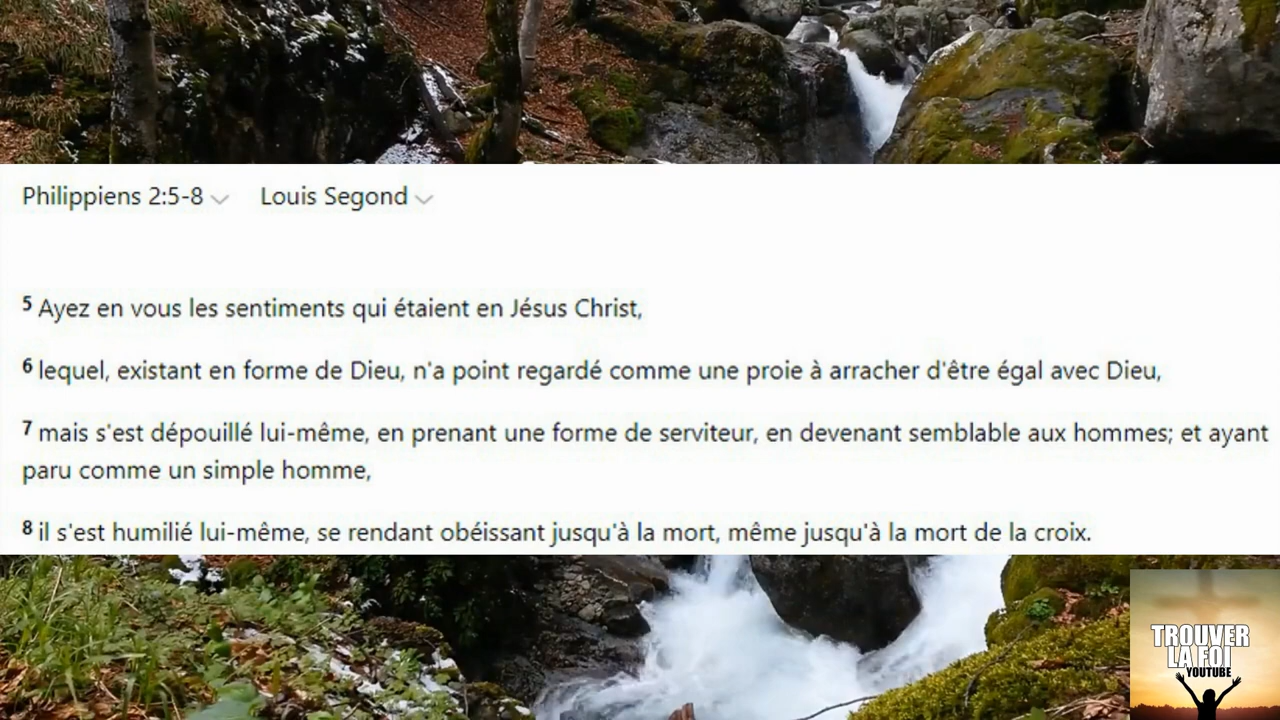 Philippiens 2:5-8 Louis Segond
5 Ayez en vous les sentiments qui étaient en Jésus Christ,
6 lequel, existant en forme de Dieu, n'a point regardé comme une proie à arracher d'être égal avec Dieu,
7 mais s'est dépouillé lui-même, en prenant une forme de serviteur, en devenant semblable aux hommes; et ayant
paru comme un simple homme,
8 il s'est humilié lui-même, se rendant obéissant jusqu'à la mort, même jusqu'à la mort de la croix.
TROUVER
LA FOI
YOUTUBE